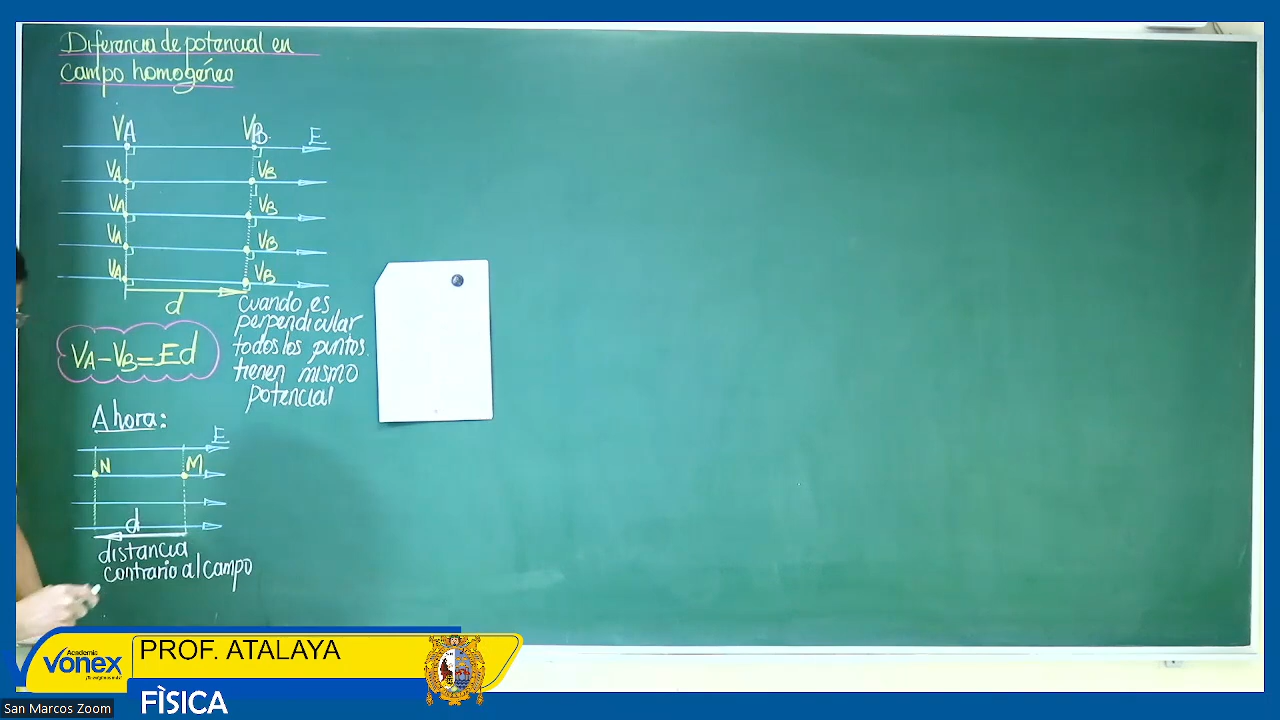 Diferencia de potencial en
campo homogéneo
VA VB E
VA VB
VA VB
VA VB
VA VB
d
cuando es
perpendicular
todos los puntos
tienen mismo
potencial
VA-VB=Ed
Ahora:
E
N M
d
distancia
contrario al campo
Academia
Vonex
PROF. ATALAYA
FÌSICA
San Marcos Zoom